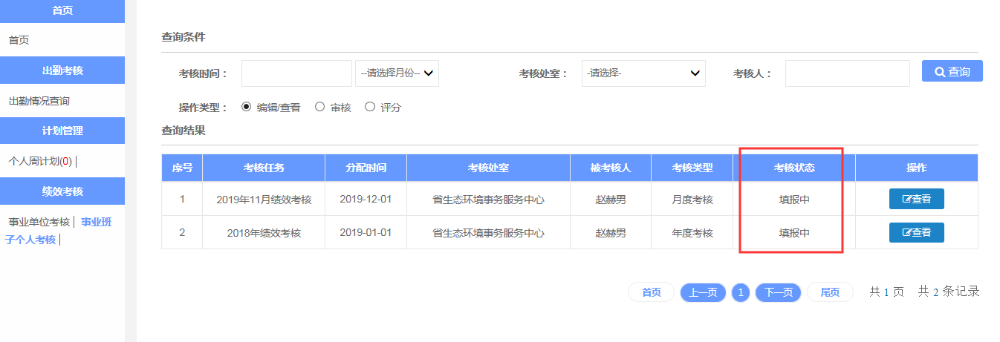 首页
首页
出勤考核
出勤情况查询
计划管理
个人周计划(0)
绩效考核
事业单位考核 事业班
子个人考核
查询条件
考核时间： --请选择月份-- 考核处室： -请选择- 考核人： 查询
操作类型： 编辑/查看 审核 评分
查询结果
序号 考核任务 分配时间 考核处室 被考核人 考核类型 考核状态 操作
1 2019年11月绩效考核 2019-12-01 省生态环境事务服务中心 赵赫男 月度考核 填报中 查看
2 2018年绩效考核 2019-01-01 省生态环境事务服务中心 赵赫男 年度考核 填报中 查看
首页 上一页 1 下一页 尾页 共 1 页 共 2 条记录